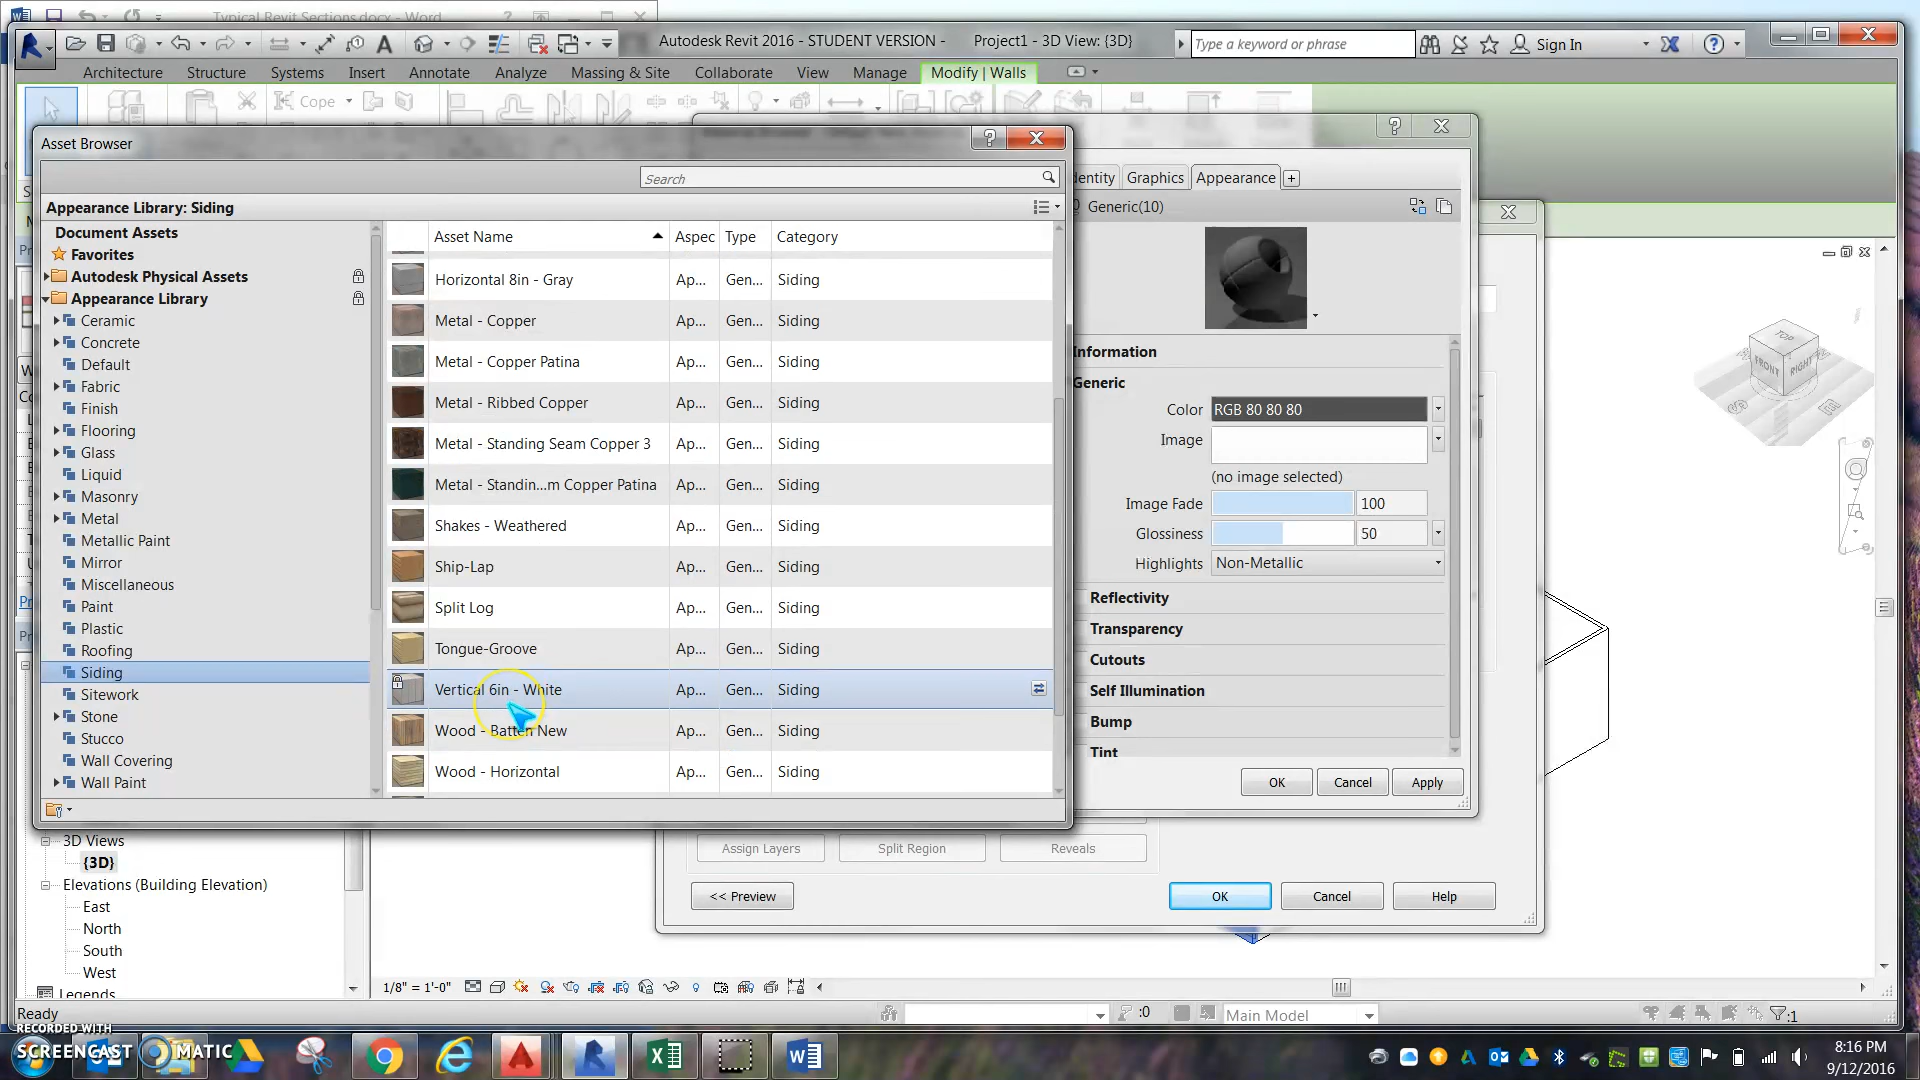 Typical Revit Sections.docx - Word
Autodesk Revit 2016 - STUDENT VERSION - Project1 - 3D View: {3D}
Type a keyword or phrase
Sign In
Architecture Structure Systems Insert Annotate Analyze Massing & Site Collaborate View Manage Modify | Walls
Cope
Asset Browser
Search
Identity Graphics Appearance
Appearance Library: Siding
Generic(10)
Document Assets
Favorites
Autodesk Physical Assets
Appearance Library
Ceramic
Concrete
Default
Fabric
Finish
Flooring
Glass
Liquid
Masonry
Metal
Metallic Paint
Mirror
Miscellaneous
Paint
Plastic
Roofing
Siding
Sitework
Stone
Stucco
Wall Covering
Wall Paint
Asset Name Aspec Type Category
Horizontal 8in - Gray Ap... Gen... Siding
Metal - Copper Ap... Gen... Siding
Metal - Copper Patina Ap... Gen... Siding
Metal - Ribbed Copper Ap... Gen... Siding
Metal - Standing Seam Copper 3 Ap... Gen... Siding
Metal - Standin...m Copper Patina Ap... Gen... Siding
Shakes - Weathered Ap... Gen... Siding
Ship-Lap Ap... Gen... Siding
Split Log Ap... Gen... Siding
Tongue-Groove Ap... Gen... Siding
Vertical 6in - White Ap... Gen... Siding
Wood - Batten New Ap... Gen... Siding
Wood - Horizontal Ap... Gen... Siding
Information
Generic
Color RGB 80 80 80
Image
(no image selected)
Image Fade 100
Glossiness 50
Highlights Non-Metallic
Reflectivity
Transparency
Cutouts
Self Illumination
Bump
Tint
OK Cancel Apply
TOP
FRONT
RIGHT
Assign Layers Split Region Reveals
<< Preview OK Cancel Help
3D Views
{3D}
Elevations (Building Elevation)
East
North
South
West
Legends
1/8" = 1'-0"
Ready
:0
Main Model
:1
RECORDED WITH
SCREENCAST MATIC
8:16 PM
9/12/2016